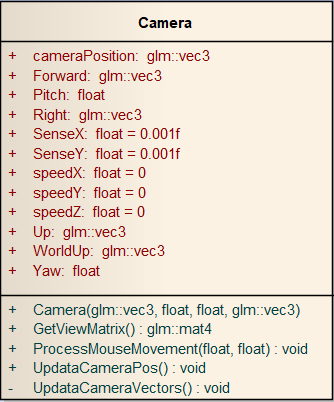 Camera
+ cameraPosition: glm::vec3
+ Forward: glm::vec3
+ Pitch: float
+ Right: glm::vec3
+ SenseX: float = 0.001f
+ SenseY: float = 0.001f
+ speedX: float = 0
+ speedY: float = 0
+ speedZ: float = 0
+ Up: glm::vec3
+ WorldUp: glm::vec3
+ Yaw: float
+ Camera(glm::vec3, float, float, glm::vec3)
+ GetViewMatrix() : glm::mat4
+ ProcessMouseMovement(float, float) : void
+ UpdataCameraPos() : void
- UpdataCameraVectors() : void